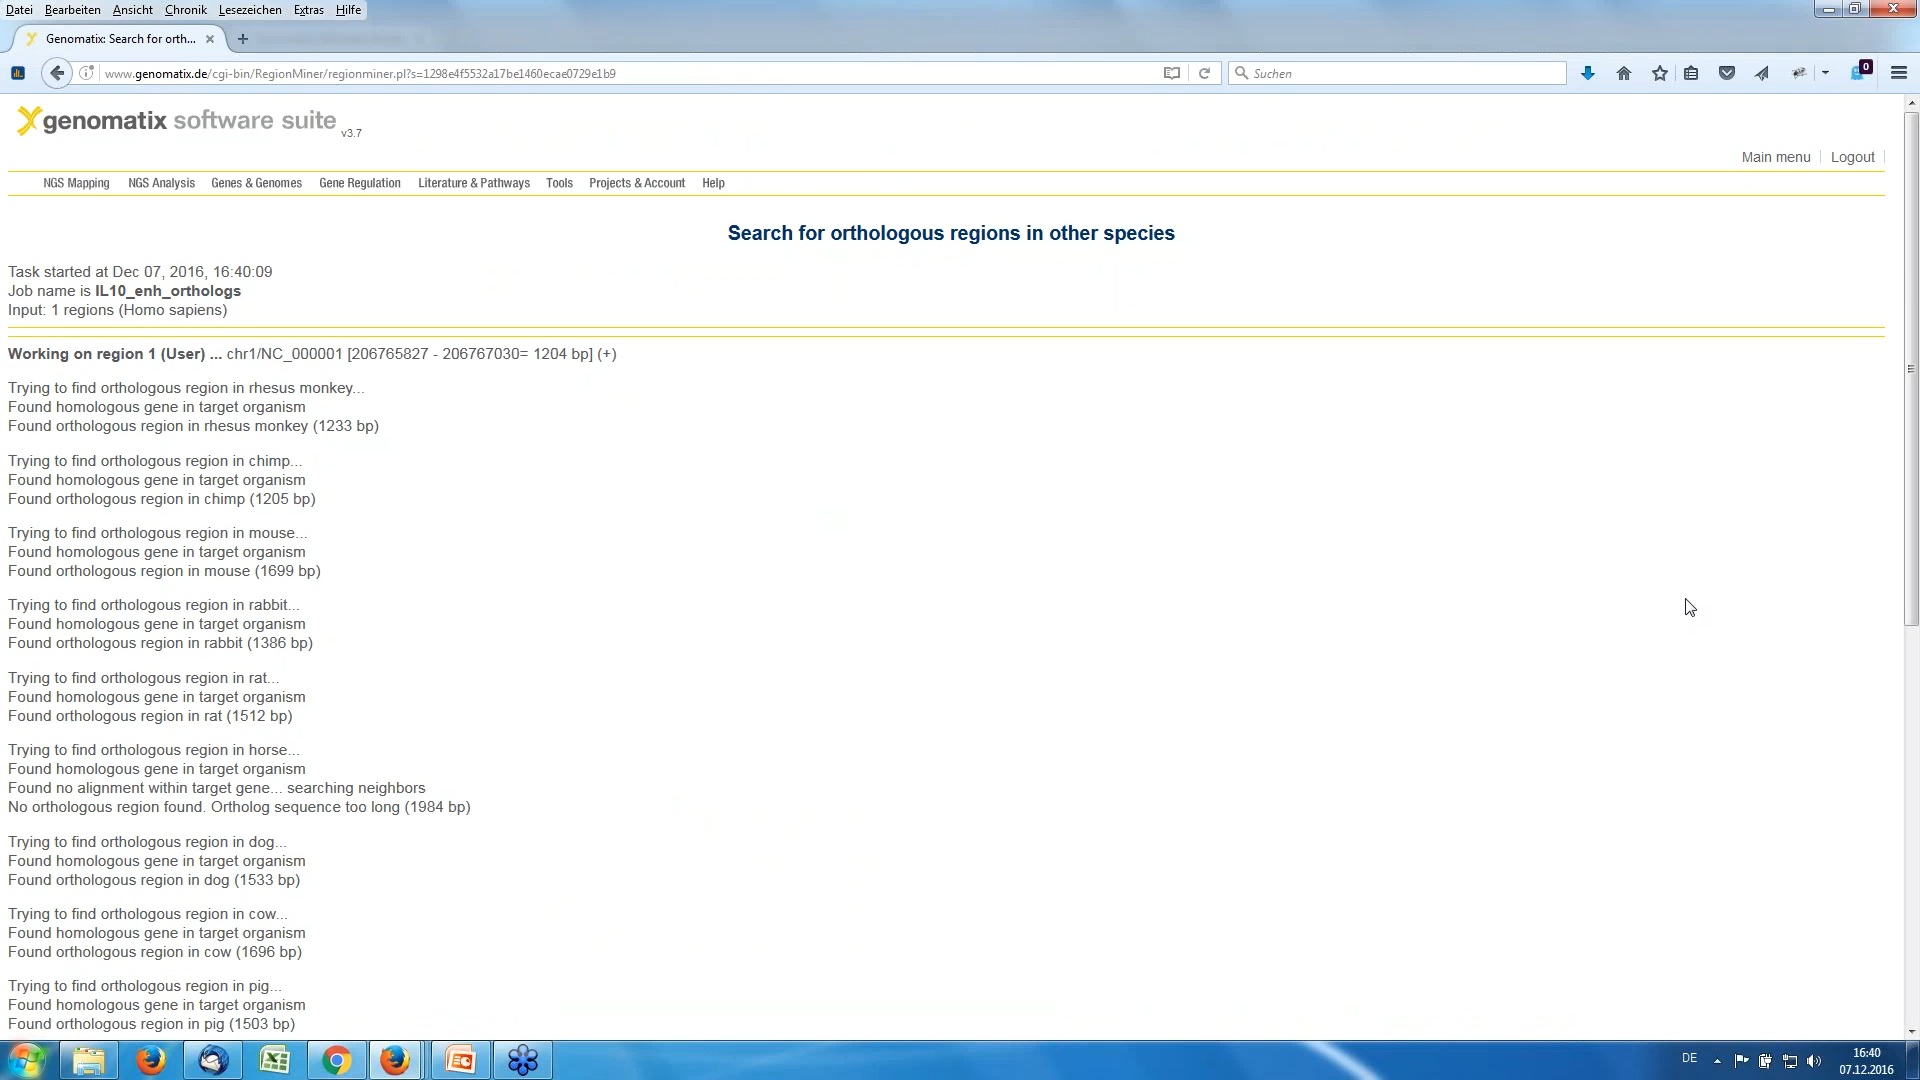 Datei Bearbeiten Ansicht Chronik Lesezeichen Extras Hilfe
Genomatix: Search for orth...
www.genomatix.de/cgi-bin/RegionMiner/regionminer.pl?s=1298e4f5532a17be1460ecae0729e1b9
Suchen
0
genomatix software suite v3.7
Main menu Logout
NGS Mapping NGS Analysis Genes & Genomes Gene Regulation Literature & Pathways Tools Projects & Account Help
Search for orthologous regions in other species
Task started at Dec 07, 2016, 16:40:09
Job name is IL10_enh_orthologs
Input: 1 regions (Homo sapiens)
Working on region 1 (User) ... chr1/NC_000001 [206765827 - 206767030= 1204 bp] (+)
Trying to find orthologous region in rhesus monkey...
Found homologous gene in target organism
Found orthologous region in rhesus monkey (1233 bp)
Trying to find orthologous region in chimp...
Found homologous gene in target organism
Found orthologous region in chimp (1205 bp)
Trying to find orthologous region in mouse...
Found homologous gene in target organism
Found orthologous region in mouse (1699 bp)
Trying to find orthologous region in rabbit...
Found homologous gene in target organism
Found orthologous region in rabbit (1386 bp)
Trying to find orthologous region in rat...
Found homologous gene in target organism
Found orthologous region in rat (1512 bp)
Trying to find orthologous region in horse...
Found homologous gene in target organism
Found no alignment within target gene... searching neighbors
No orthologous region found. Ortholog sequence too long (1984 bp)
Trying to find orthologous region in dog...
Found homologous gene in target organism
Found orthologous region in dog (1533 bp)
Trying to find orthologous region in cow...
Found homologous gene in target organism
Found orthologous region in cow (1696 bp)
Trying to find orthologous region in pig...
Found homologous gene in target organism
Found orthologous region in pig (1503 bp)
DE
16:40
07.12.2016